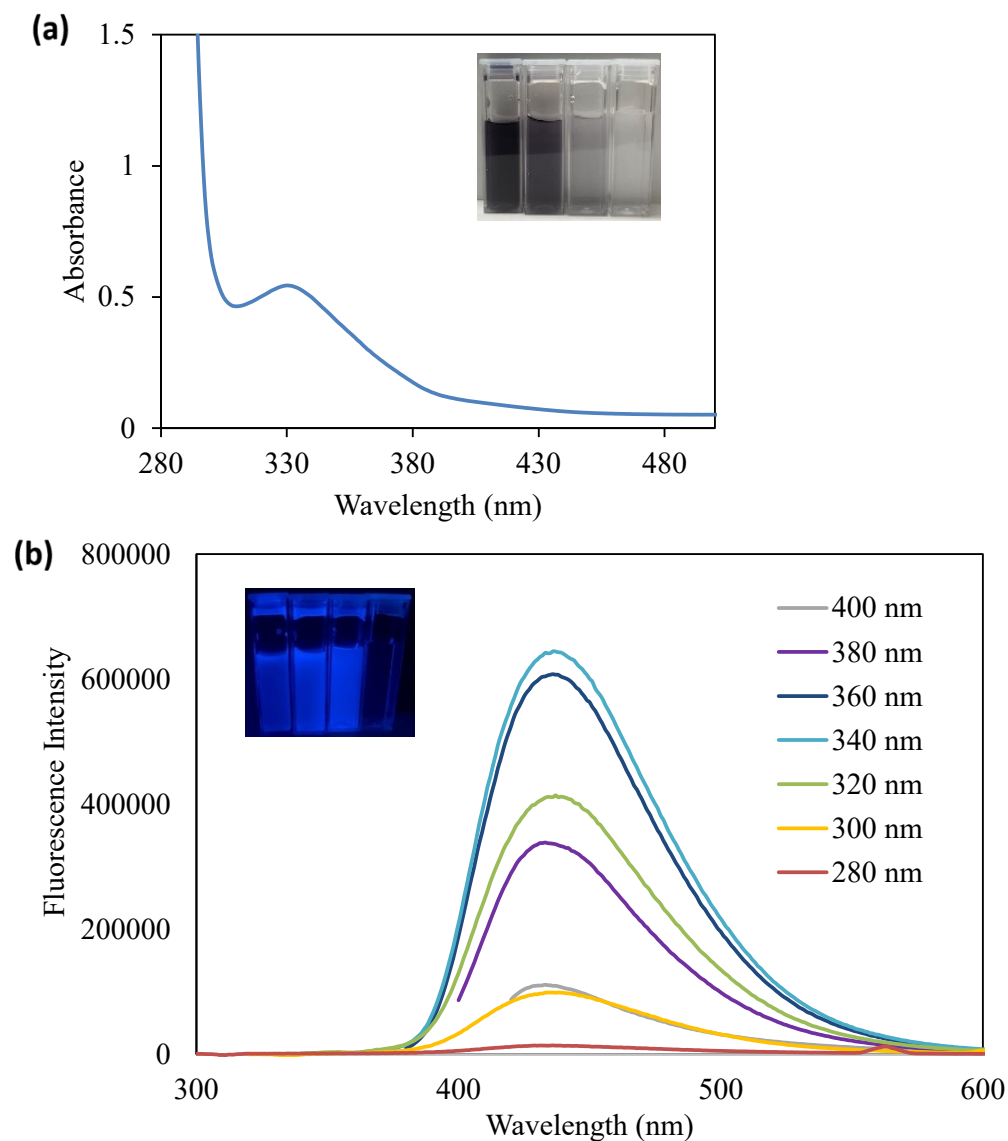 (a)
1.5
1
0.5
0
Absorbance
280 330 380 430 480
Wavelength (nm)
(b)
800000
600000
400000
200000
0
Fluorescence Intensity
400 nm
380 nm
360 nm
340 nm
320 nm
300 nm
280 nm
300 400 500 600
Wavelength (nm)